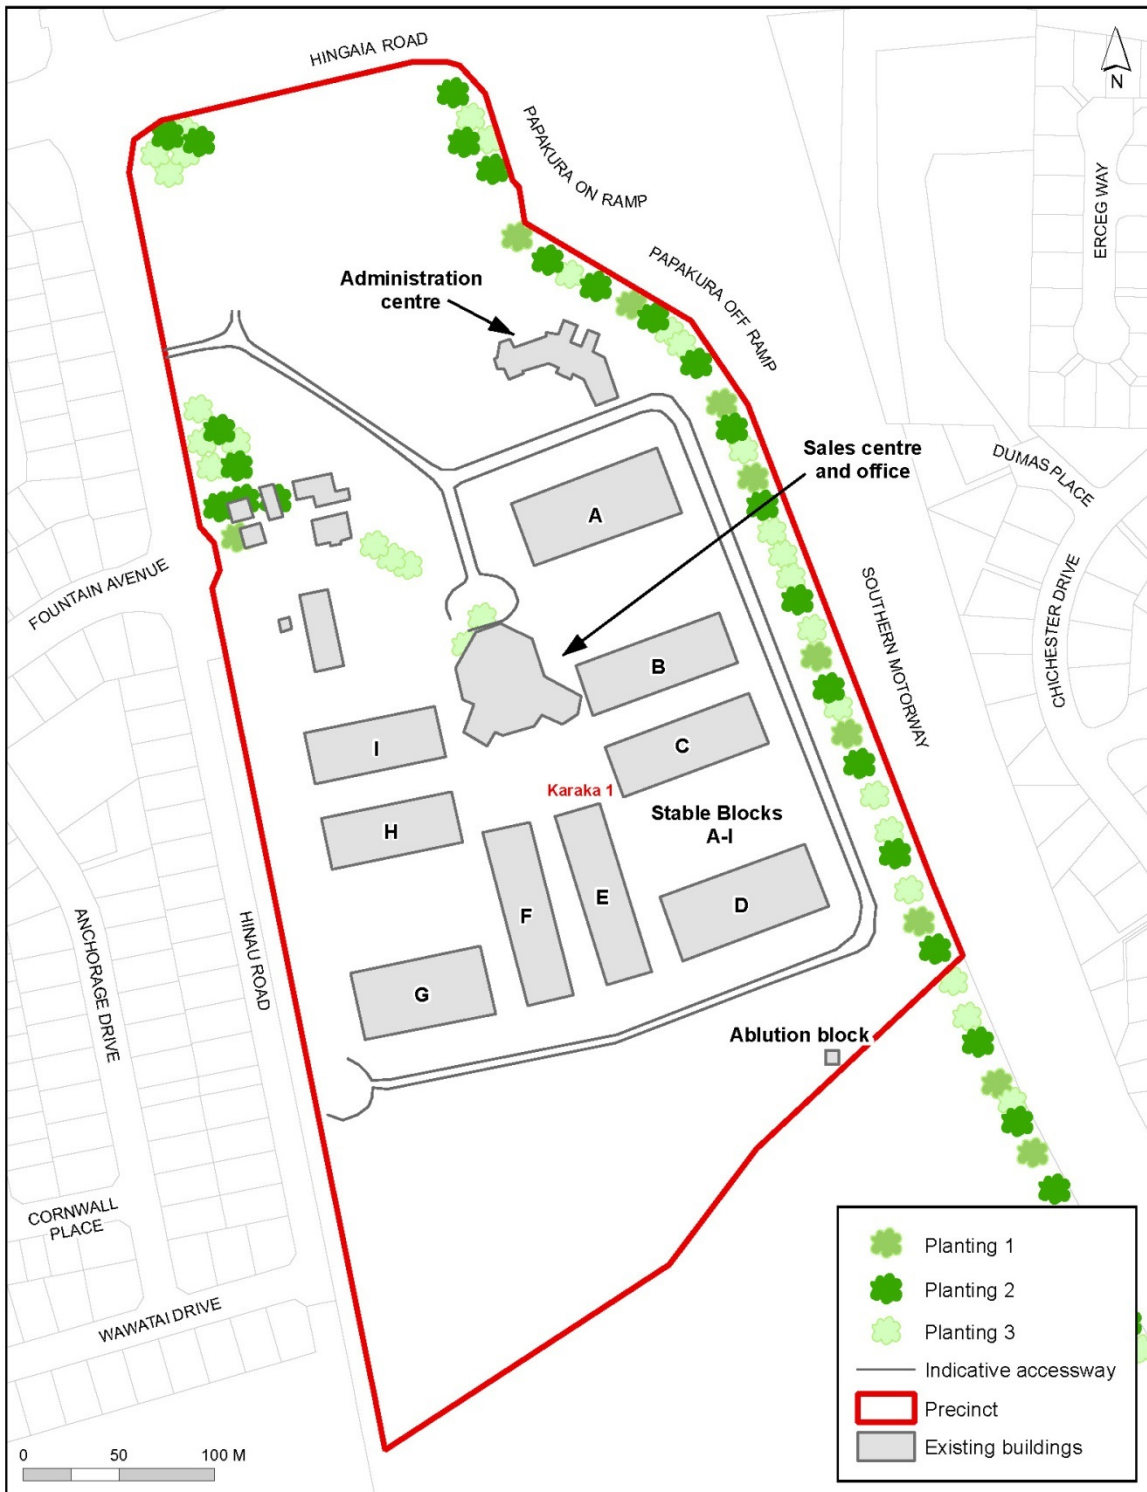 HINGAIA ROAD
N
PAPAKURA ON RAMP
ERCEG WAY
PAPAKURA OFF RAMP
Administration
centre
Sales centre
and office
DUMAS PLACE
A
FOUNTAIN AVENUE
CHICHESTER DRIVE
SOUTHERN MOTORWAY
B
I
C
Karaka 1
Stable Blocks
A-I
H
F
E
D
ANCHORAGE DRIVE
HINAU ROAD
G
Ablution block
CORNWALL
PLACE
WAWATAI DRIVE
Planting 1
Planting 2
Planting 3
Indicative accessway
Precinct
Existing buildings
0 50 100 M